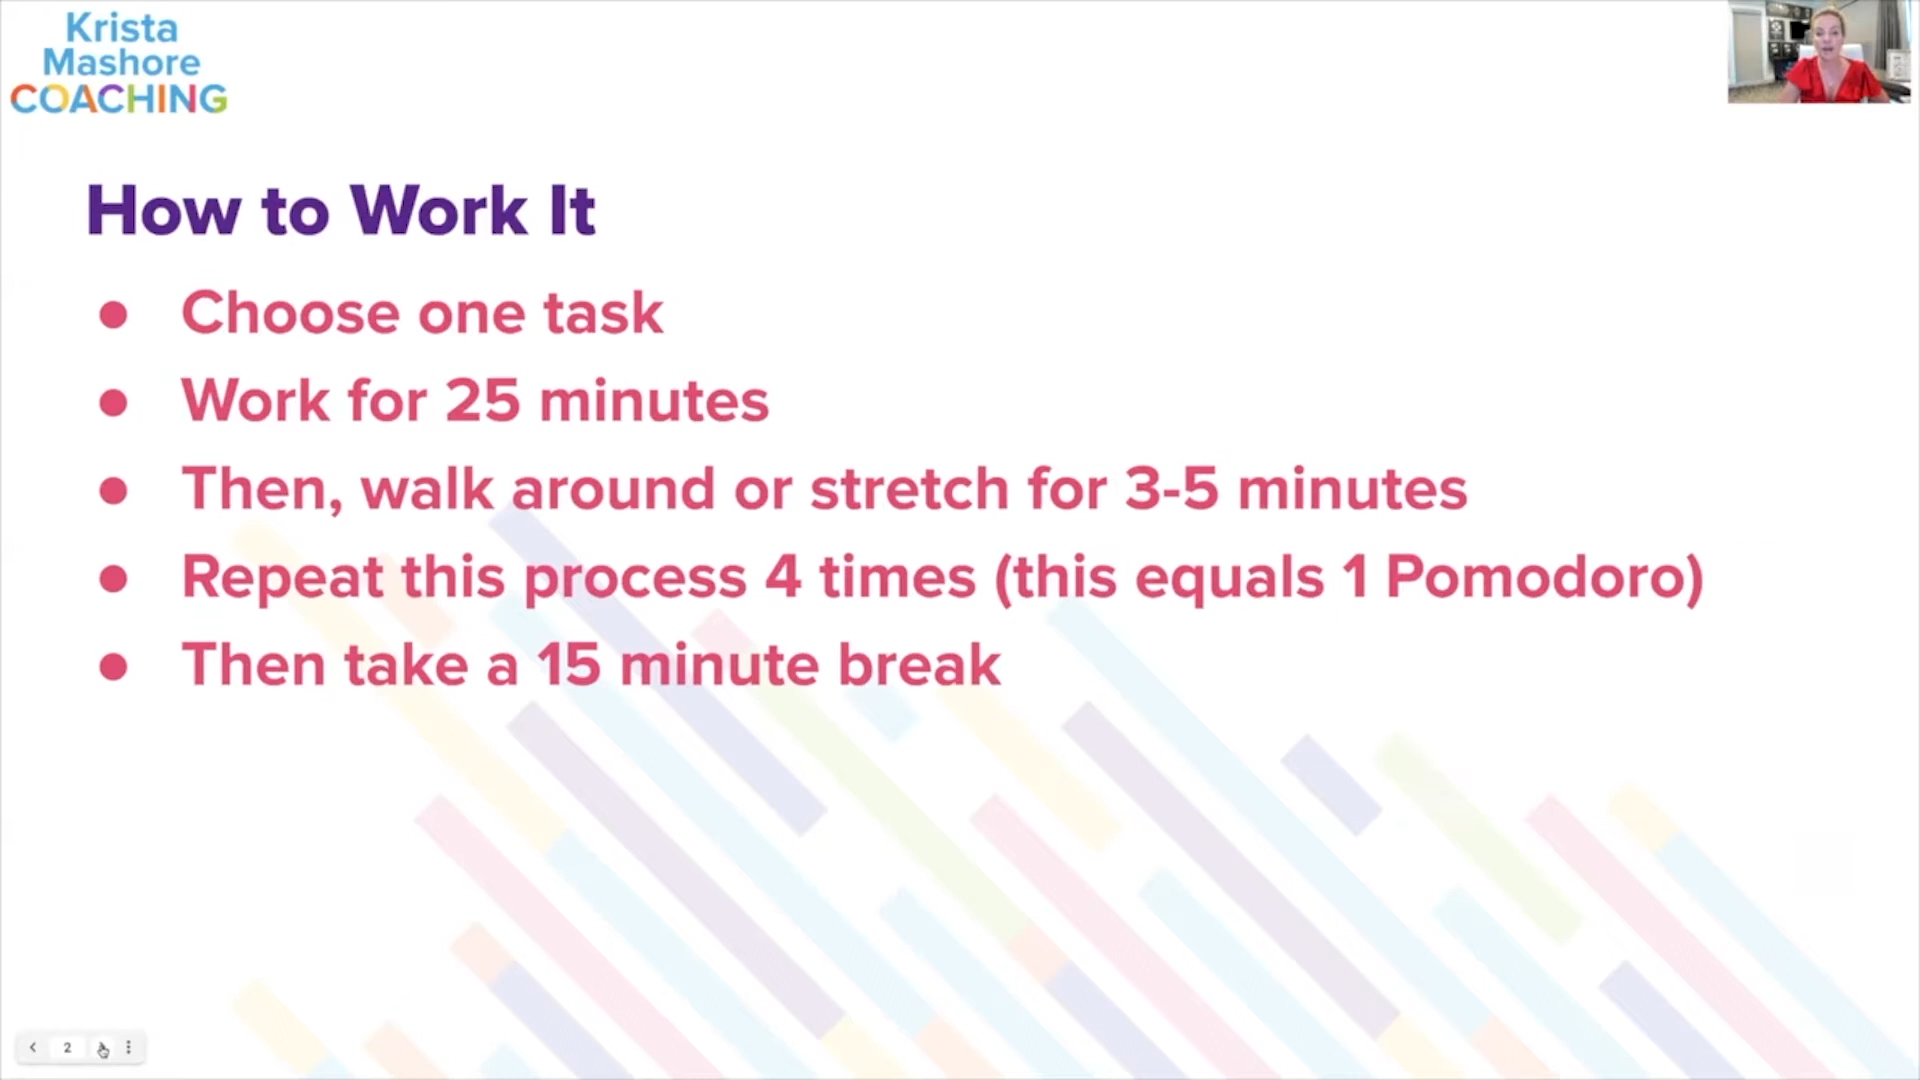 Krista
Mashore
COACHING
How to Work It
● Choose one task
● Work for 25 minutes
● Then, walk around or stretch for 3-5 minutes
● Repeat this process 4 times (this equals 1 Pomodoro)
● Then take a 15 minute break
2